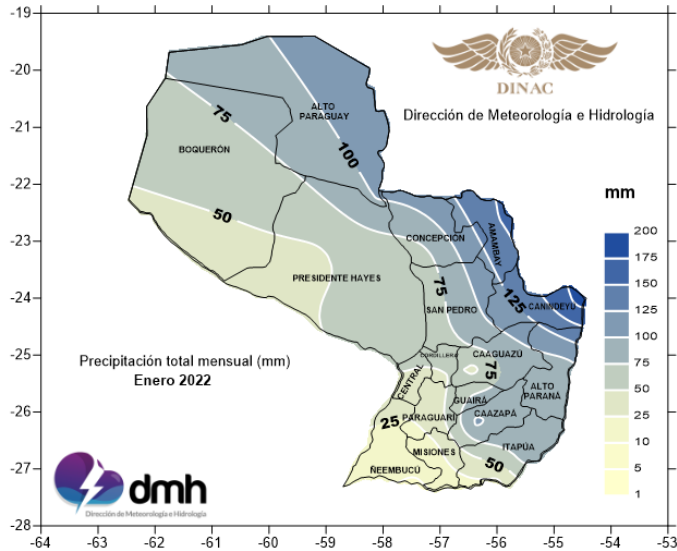 -19
-20
-21
-22
-23
-24
-25
-26
-27
-28
-64
-63
-62
-61
-60
-59
-58
-57
-56
-55
-54
-53
DINAC
Dirección de Meteorología e Hidrología
ALTO
PARAGUAY
75
100
BOQUERÓN
50
CONCEPCIÓN
AMAMBAY
PRESIDENTE HAYES
75
125
CANINDEYÚ
SAN PEDRO
CORDILLERA
CAAGUAZÚ
75
CENTRAL
ALTO
PARANÁ
GUAIRÁ
PARAGUARÍ
CAAZAPÁ
25
ITAPÚA
MISIONES
50
ÑEEMBUCÚ
mm
200
175
150
125
100
75
50
25
10
5
1
Precipitación total mensual (mm)
Enero 2022
dmh
Dirección de Meteorología e Hidrología